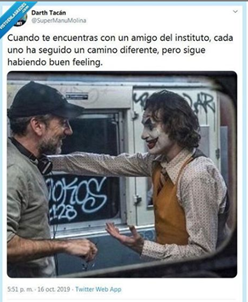 Darth Tacán
@SuperManuMolina
Cuando te encuentras con un amigo del instituto, cada
uno ha seguido un camino diferente, pero sigue
habiendo buen feeling.
5:51 p. m. · 16 oct. 2019 · Twitter Web App